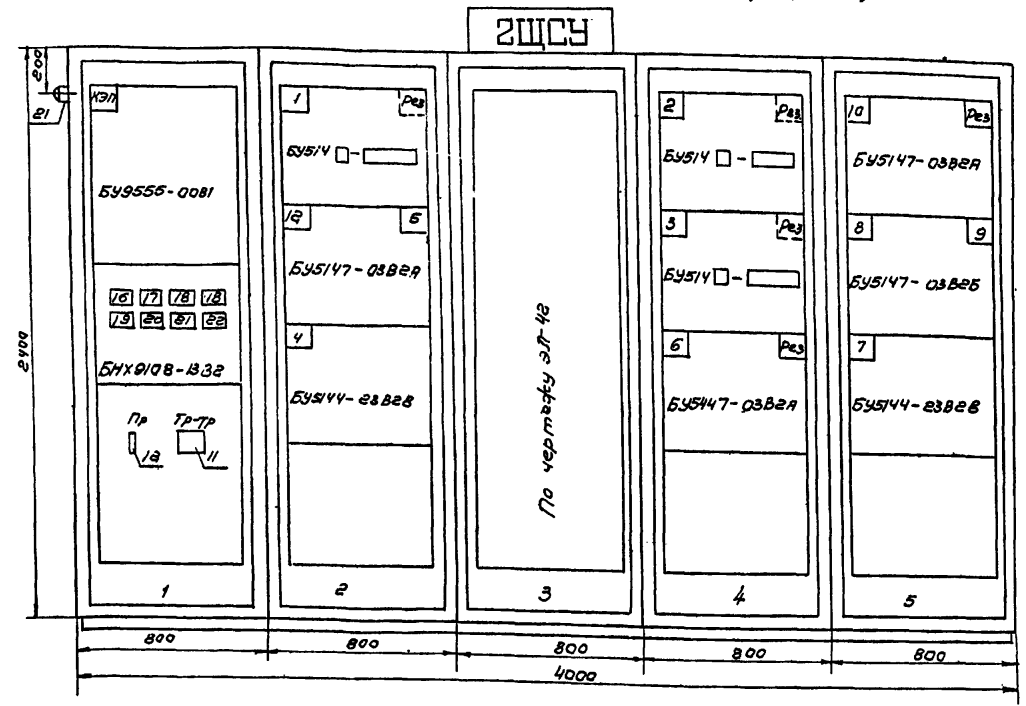 2ЩСУ
200
21
2400
КЭП
БУ9555-00В1
16 17 18 18
19 20 21 22
БНХ9108-1332
Пр Тр-тр
12 11
1
1 Рез
БУ514 -
12 5
БУ5147-03В2А
4
БУ5144-23В2В
2
По чертежу ЭЛ-42
3
2 Рез
БУ514 -
3 Рез
БУ514 -
6 Рез
БУ5447-03В2А
4
10 Рез
БУ5147-03В2А
8 9
БУ5147-03В2Б
7
БУ5144-23В2В
5
800 800 800 800 800
4000